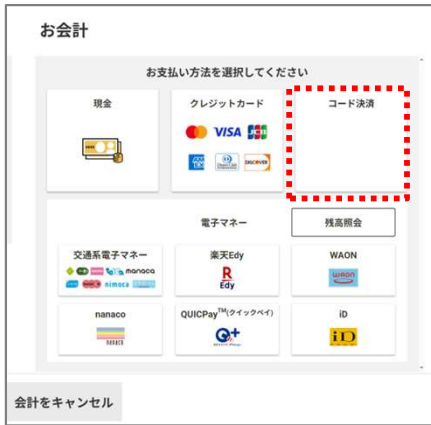 お会計
お支払い方法を選択してください
現金
クレジットカード
コード決済
VISA
JCB
AM
EX
Diners Club
DISCOVER
電子マネー
残高照会
交通系電子マネー
manaca
nimoca
楽天Edy
R
Edy
WAON
WAON
nanaco
nanaco
QUICPay™(クイックペイ)
Q+
iD
iD
会計をキャンセル